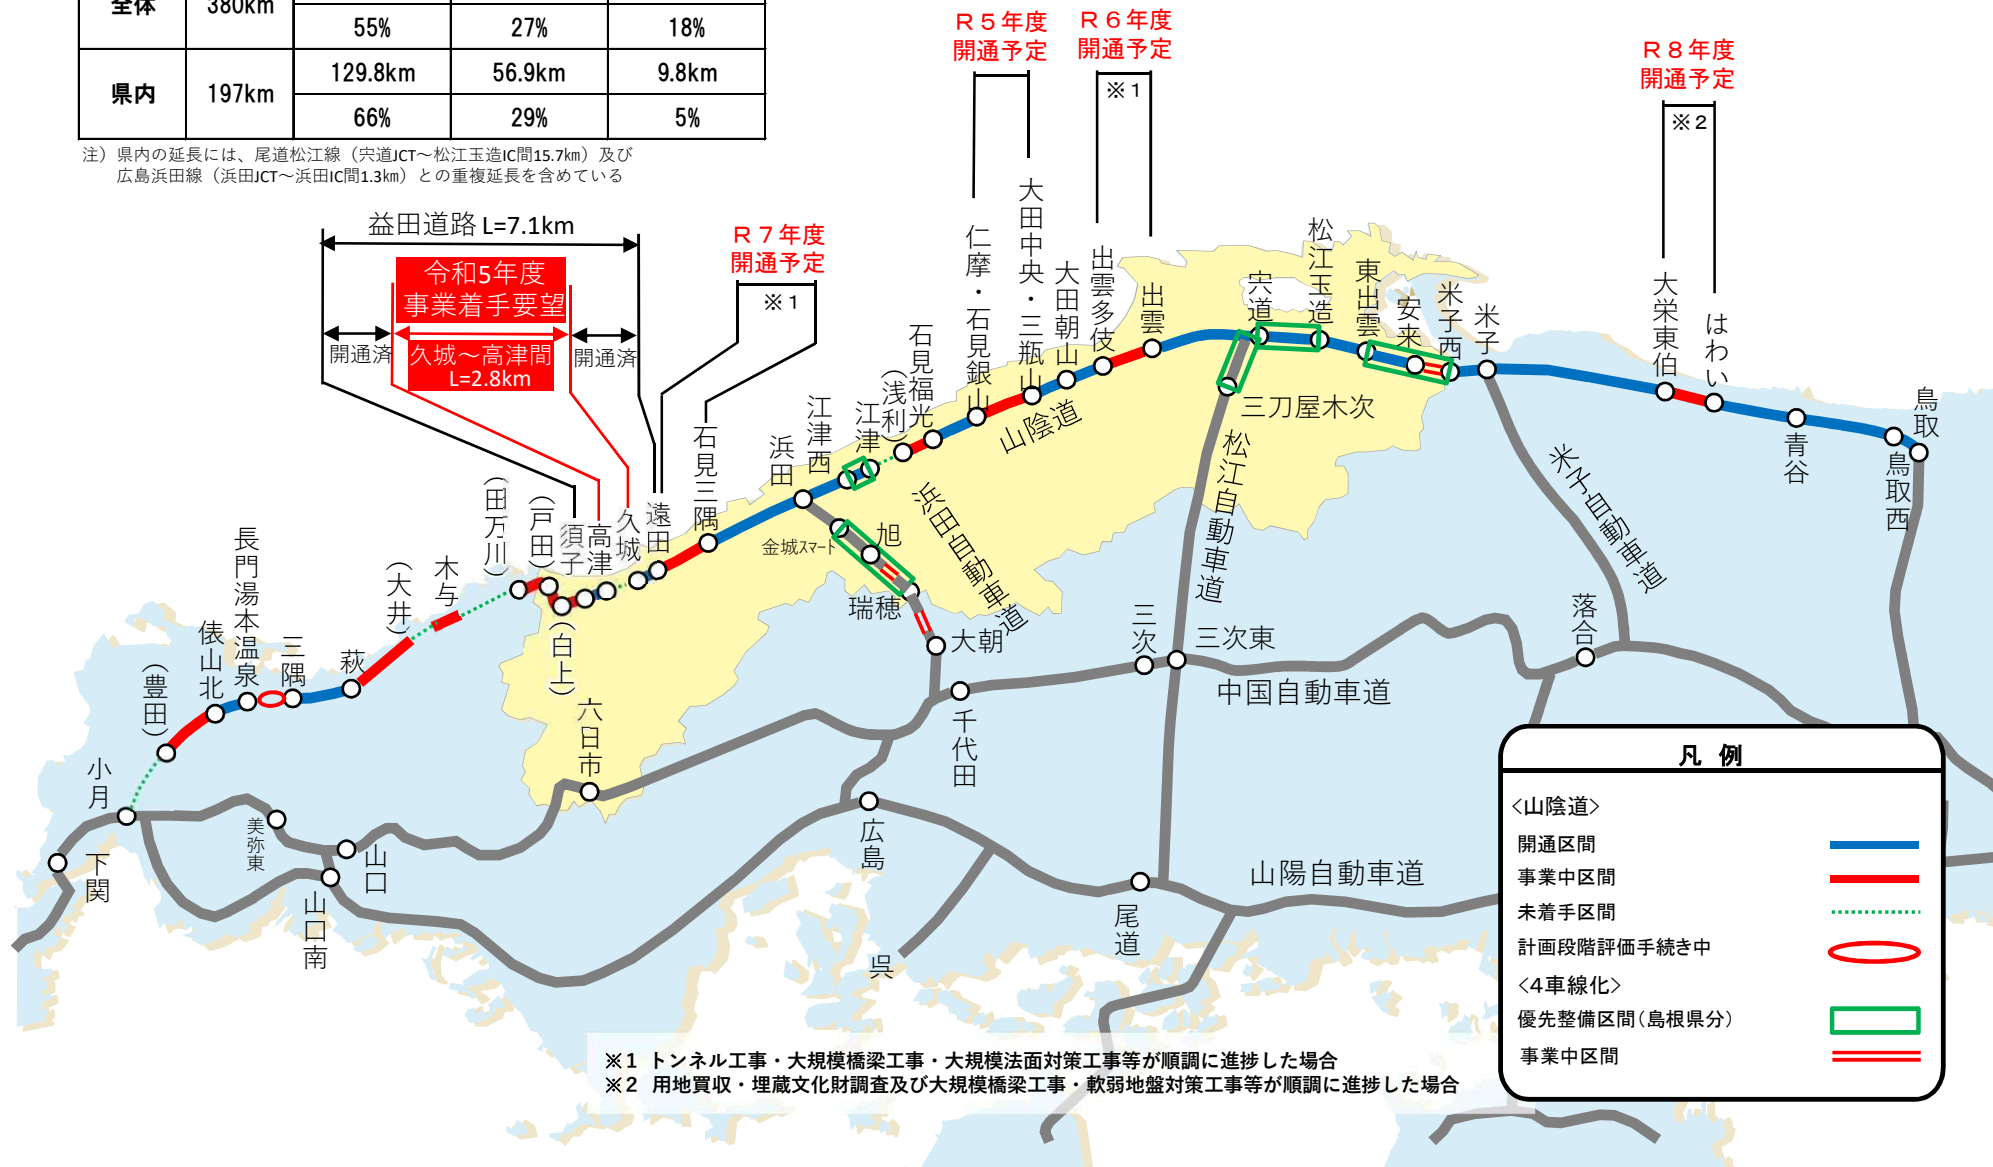 全体 380km
55% 27% 18%
県内 197km 129.8km 56.9km 9.8km
66% 29% 5%
注）県内の延長には、尾道松江線（宍道JCT～松江玉造IC間15.7㎞）及び
広島浜田線（浜田JCT～浜田IC間1.3㎞）との重複延長を含めている
Ｒ５年度
開通予定
Ｒ６年度
開通予定
※１
Ｒ８年度
開通予定
※２
益田道路 L=7.1km
令和5年度
事業着手要望
開通済
久城～高津間
L=2.8km
開通済
Ｒ７年度
開通予定
※１
小月
下関
（豊田）
俵山北
長門湯本温泉
三隅
萩
（大井）
木与
（田万川）
（戸田）
（白上）
須子
高津
久城
遠田
石見三隅
浜田
江津西
江津
（浅利）
石見福光
仁摩・石見銀山
大田中央・三瓶山
大田朝山
出雲多伎
出雲
宍道
松江玉造
東出雲
安来
米子西
米子
大栄東伯
はわい
青谷
鳥取西
鳥取
山陰道
三刀屋木次
松江自動車道
米子自動車道
浜田自動車道
金城スマート
旭
瑞穂
大朝
三次
三次東
落合
中国自動車道
千代田
六日市
美弥東
山口
山口南
広島
呉
尾道
山陽自動車道
凡 例
<山陰道>
開通区間
事業中区間
未着手区間
計画段階評価手続き中
<4車線化>
優先整備区間（島根県分）
事業中区間
※１ トンネル工事・大規模橋梁工事・大規模法面対策工事等が順調に進捗した場合
※２ 用地買収・埋蔵文化財調査及び大規模橋梁工事・軟弱地盤対策工事等が順調に進捗した場合